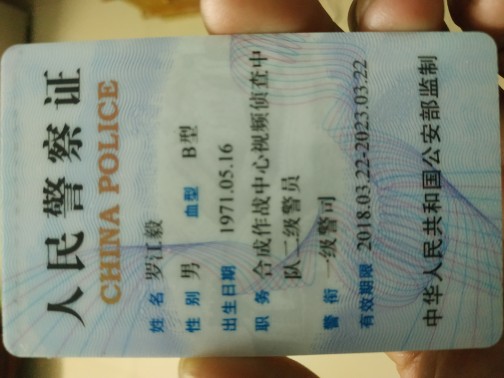 人民警察证
CHINA POLICE
姓名 罗江毅
性别 男 血型 B型
出生日期 1971.05.16
职务 合成作战中心视频侦查中
队二级警员
警衔 一级警司
有效期限 2018.03.22-2023.03.22
中华人民共和国公安部监制